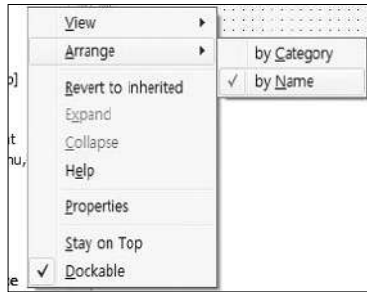 View
Arrange
by Category
by Name
Revert to inherited
Expand
Collapse
Help
Properties
Stay on Top
Dockable